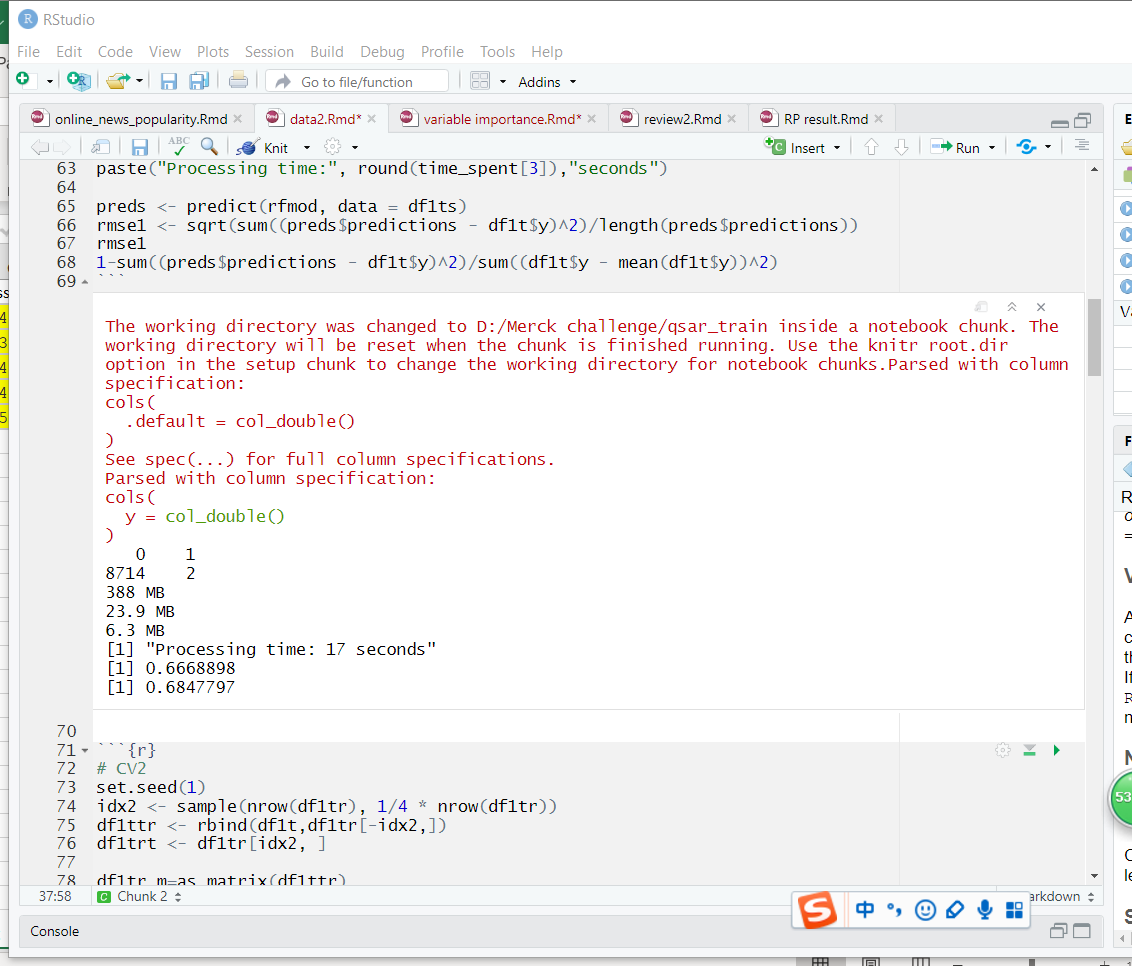 RStudio
File Edit Code View Plots Session Build Debug Profile Tools Help
Go to file/function Addins
online_news_popularity.Rmd data2.Rmd* variable importance.Rmd* review2.Rmd RP result.Rmd
ABC Knit Insert Run
63 paste("Processing time:", round(time_spent[3]),"seconds")
64
65 preds <- predict(rfmod, data = df1ts)
66 rmse1 <- sqrt(sum((preds$predictions - df1t$y)^2)/length(preds$predictions))
67 rmse1
68 1-sum((preds$predictions - df1t$y)^2)/sum((df1t$y - mean(df1t$y))^2)
69 ```
The working directory was changed to D:/Merck challenge/qsar_train inside a notebook chunk. The
working directory will be reset when the chunk is finished running. Use the knitr root.dir
option in the setup chunk to change the working directory for notebook chunks.Parsed with column
specification:
cols(
.default = col_double()
)
See spec(...) for full column specifications.
Parsed with column specification:
cols(
y = col_double()
)
0 1
8714 2
388 MB
23.9 MB
6.3 MB
[1] "Processing time: 17 seconds"
[1] 0.6668898
[1] 0.6847797
70
71 ```{r}
72 # CV2
73 set.seed(1)
74 idx2 <- sample(nrow(df1tr), 1/4 * nrow(df1tr))
75 df1ttr <- rbind(df1t,df1tr[-idx2,])
76 df1trt <- df1tr[idx2, ]
77
78 df1tr_m=as.matrix(df1ttr)
37:58 C Chunk 2 arkdown
S 中
Console
53